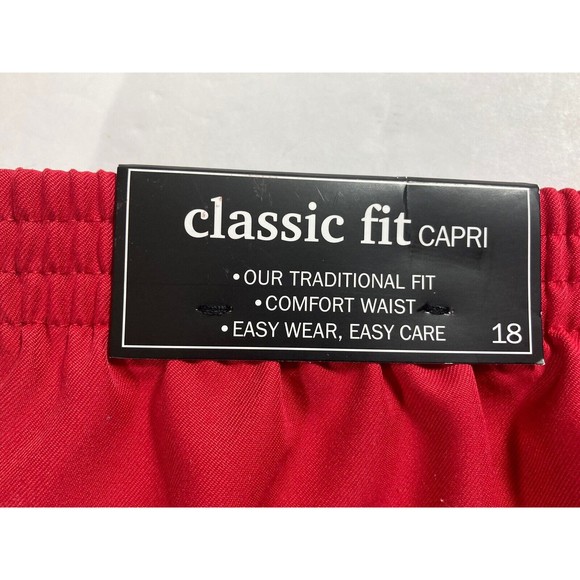 classic fit CAPRI
•OUR TRADITIONAL FIT
•COMFORT WAIST
•EASY WEAR, EASY CARE 18